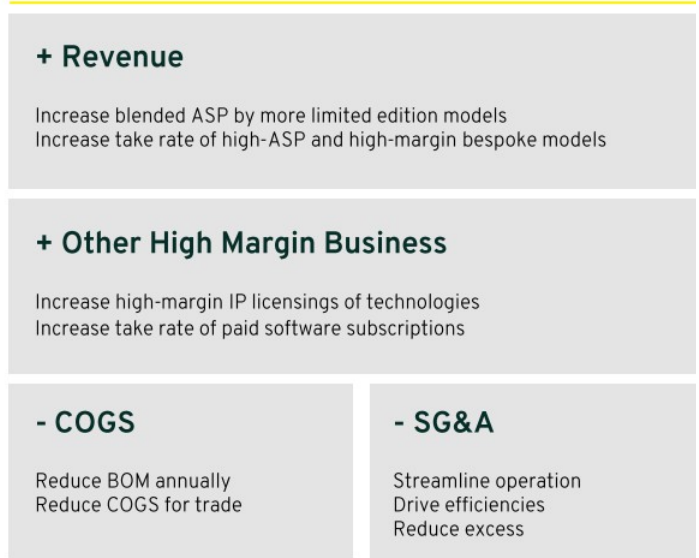 + Revenue
Increase blended ASP by more limited edition models
Increase take rate of high-ASP and high-margin bespoke models
+ Other High Margin Business
Increase high-margin IP licensings of technologies
Increase take rate of paid software subscriptions
- COGS
Reduce BOM annually
Reduce COGS for trade
- SG&A
Streamline operation
Drive efficiencies
Reduce excess